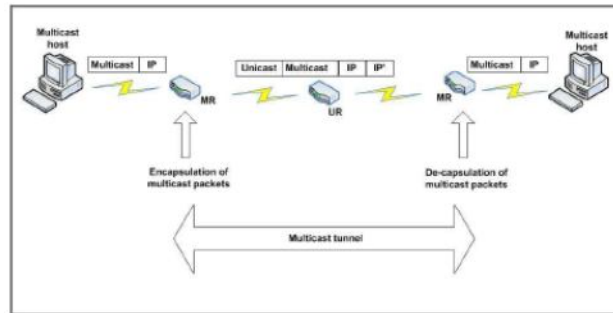 Multicast
host
Multicast IP
MR
Unicast Multicast IP IP'
UR
MR
Multicast IP
Multicast
host
Encapsulation of
multicast packets
De-capsulation of
multicast packets
Multicast tunnel